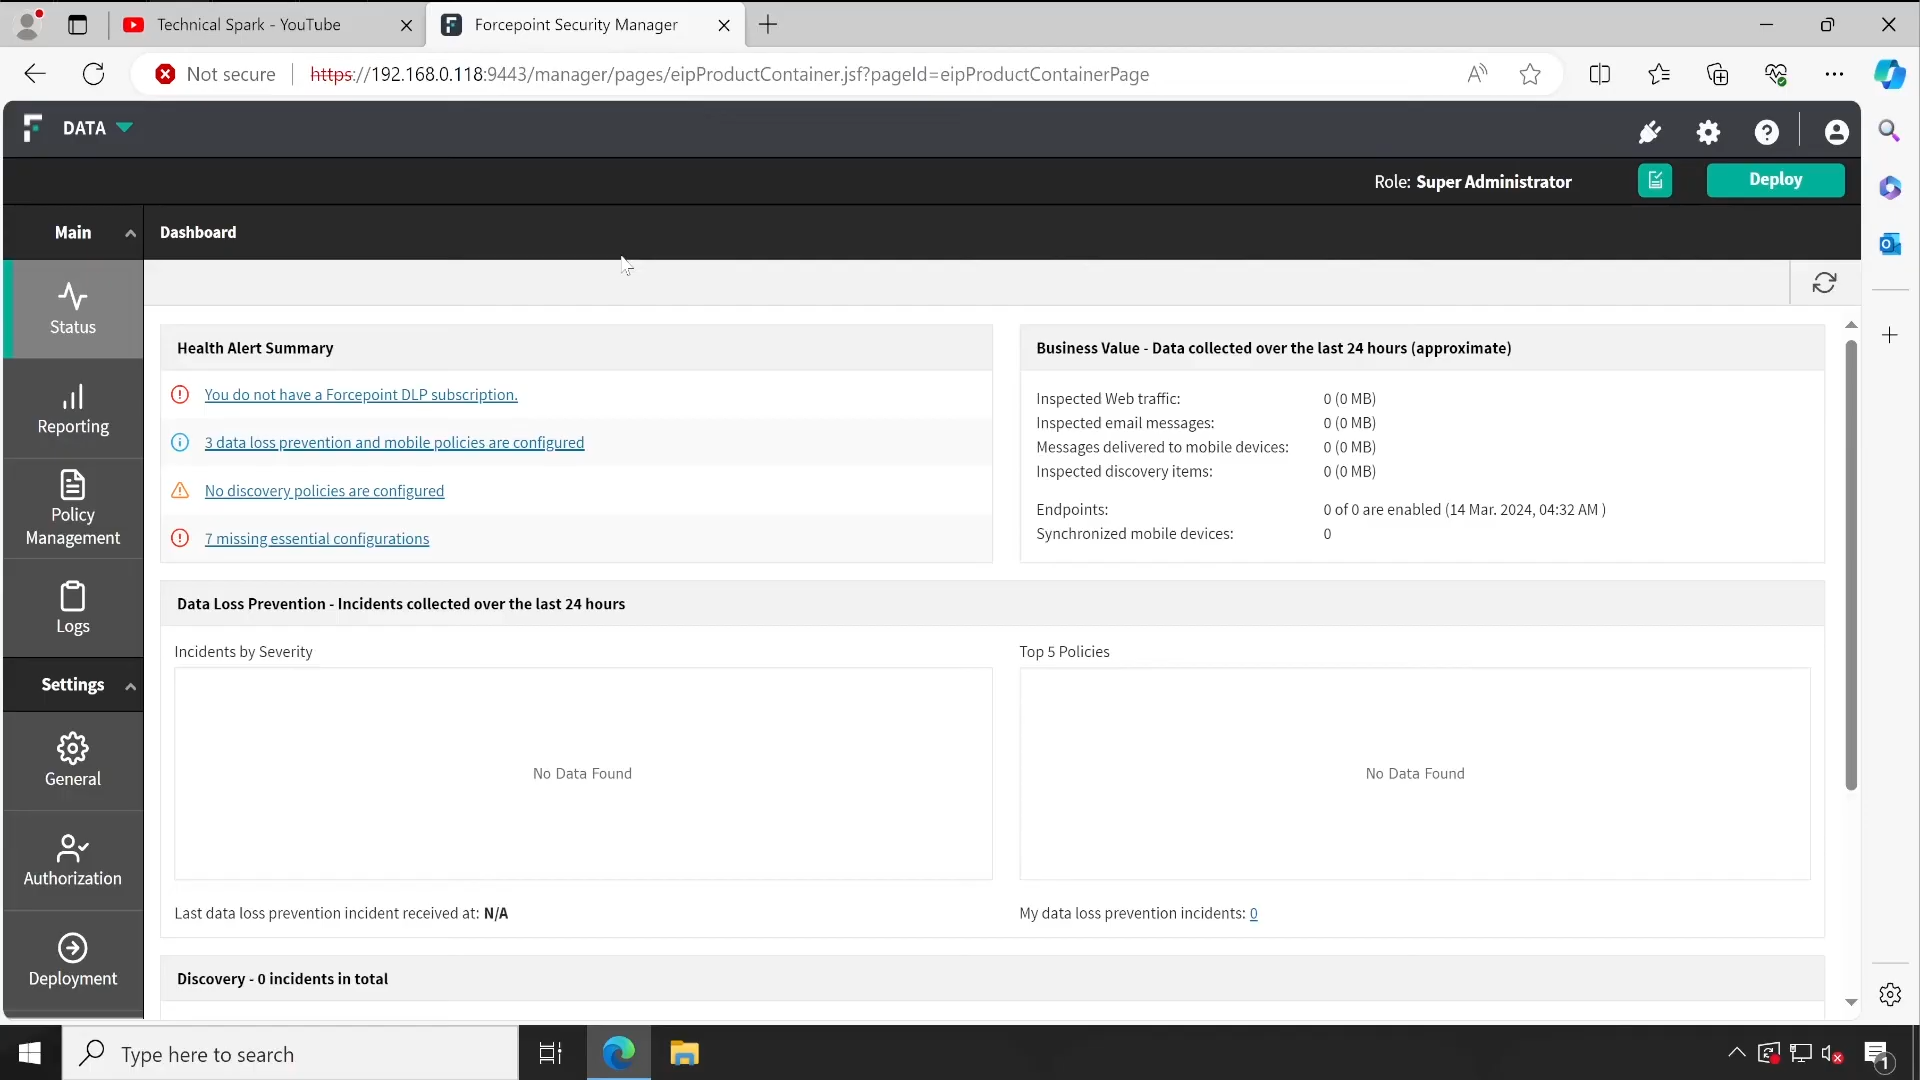 Technical Spark - YouTube
Forcepoint Security Manager
Not secure
https://192.168.0.118:9443/manager/pages/eipProductContainer.jsf?pageId=eipProductContainerPage
DATA
Role: Super Administrator
Deploy
Main
Dashboard
Status
Reporting
Policy
Management
Logs
Settings
General
Authorization
Deployment
Health Alert Summary
You do not have a Forcepoint DLP subscription.
3 data loss prevention and mobile policies are configured
No discovery policies are configured
7 missing essential configurations
Business Value - Data collected over the last 24 hours (approximate)
Inspected Web traffic: 0 (0 MB)
Inspected email messages: 0 (0 MB)
Messages delivered to mobile devices: 0 (0 MB)
Inspected discovery items: 0 (0 MB)
Endpoints: 0 of 0 are enabled (14 Mar. 2024, 04:32 AM )
Synchronized mobile devices: 0
Data Loss Prevention - Incidents collected over the last 24 hours
Incidents by Severity
Top 5 Policies
No Data Found
No Data Found
Last data loss prevention incident received at: N/A
My data loss prevention incidents: 0
Discovery - 0 incidents in total
Type here to search
1